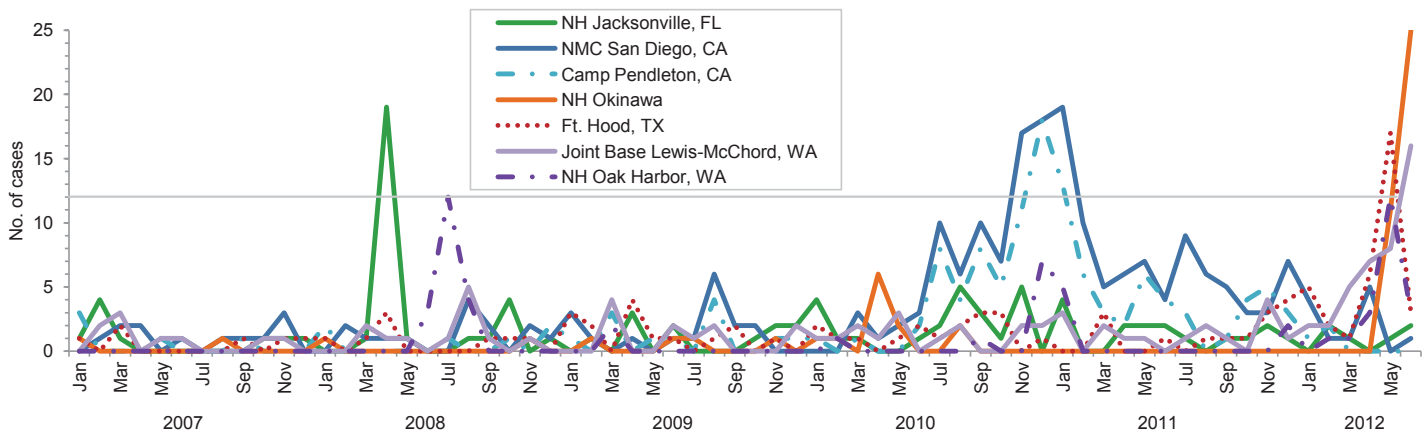 NH Jacksonville, FL
NMC San Diego, CA
Camp Pendleton, CA
NH Okinawa
Ft. Hood, TX
Joint Base Lewis-McChord, WA
NH Oak Harbor, WA
No. of cases
25
20
15
10
5
0
Jan Mar May Jul Sep Nov Jan Mar May Jul Sep Nov Jan Mar May Jul Sep Nov Jan Mar May Jul Sep Nov Jan Mar May Jul Sep Nov Jan Mar May
2007 2008 2009 2010 2011 2012